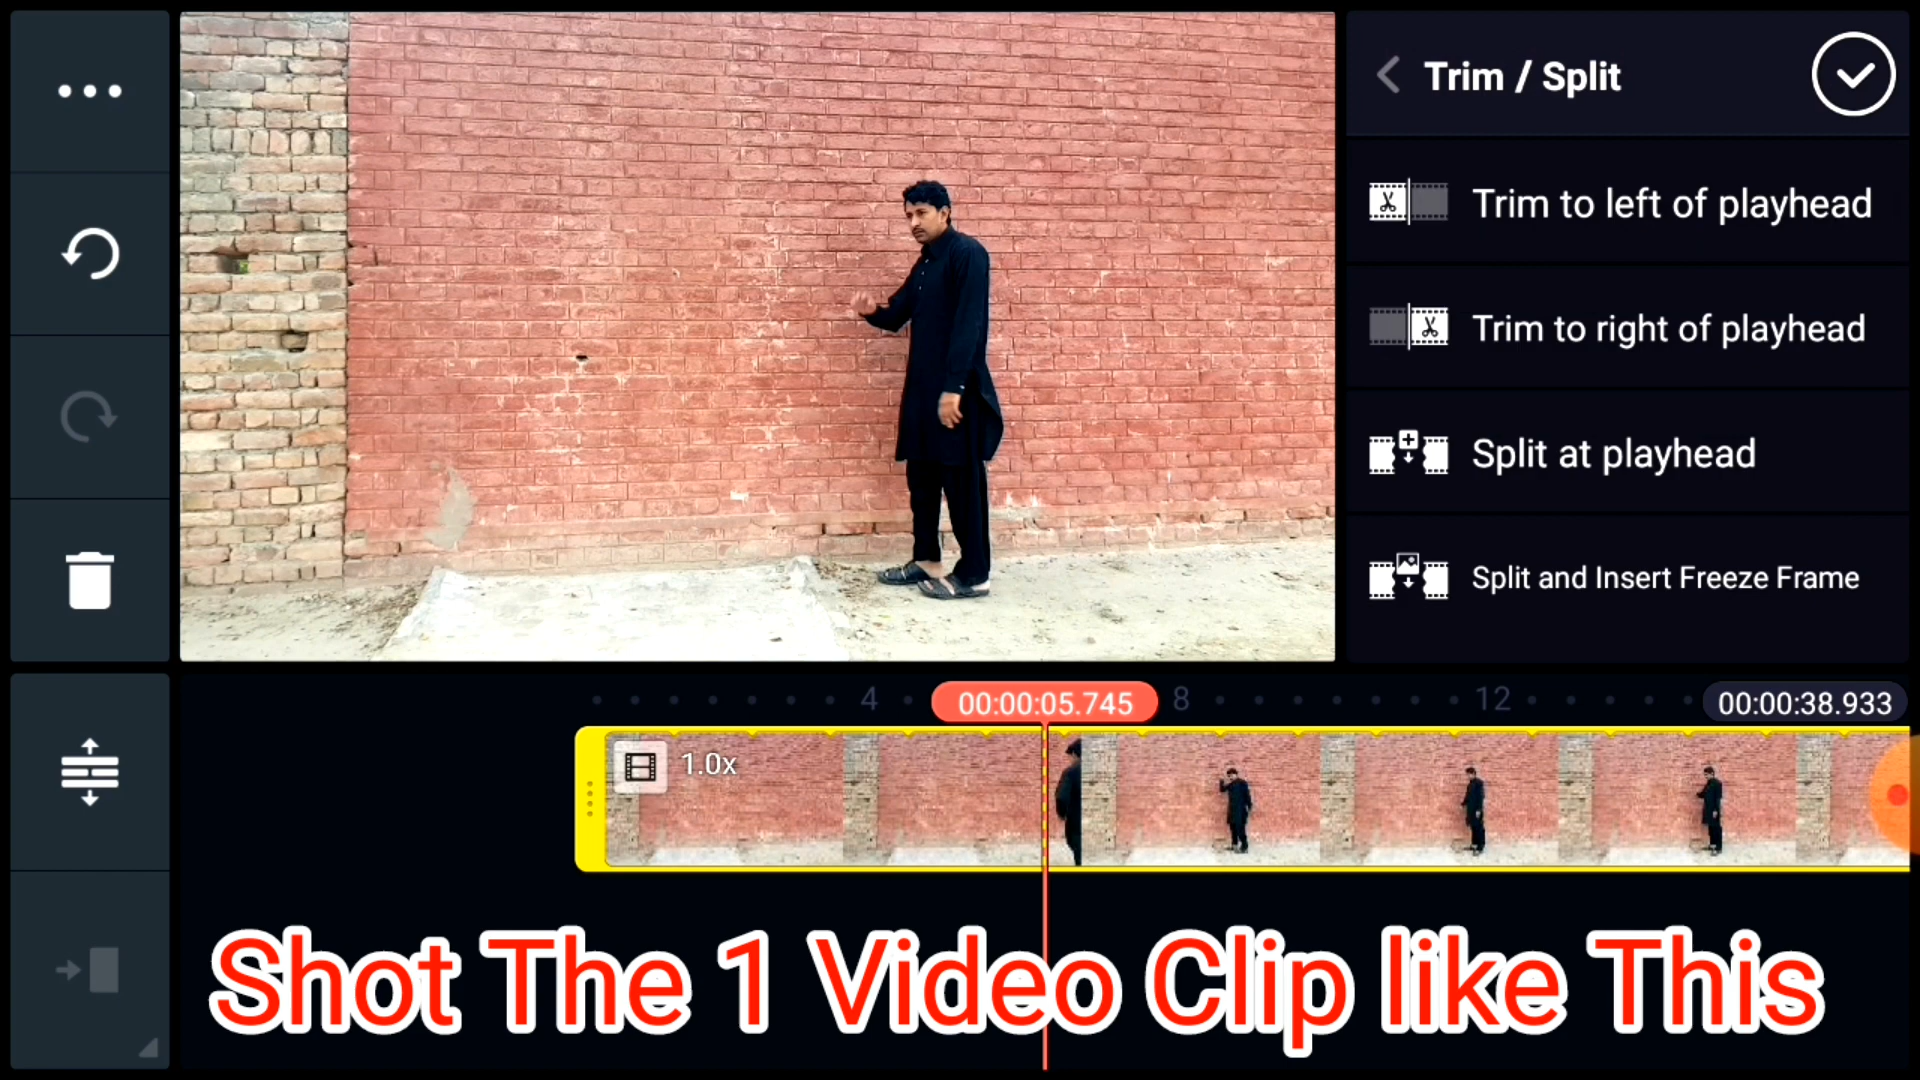 Trim / Split
Trim to left of playhead
Trim to right of playhead
Split at playhead
Split and Insert Freeze Frame
4 00:00:05.745 8 12 00:00:38.933
1.0x
Shot The 1 Video Clip like This